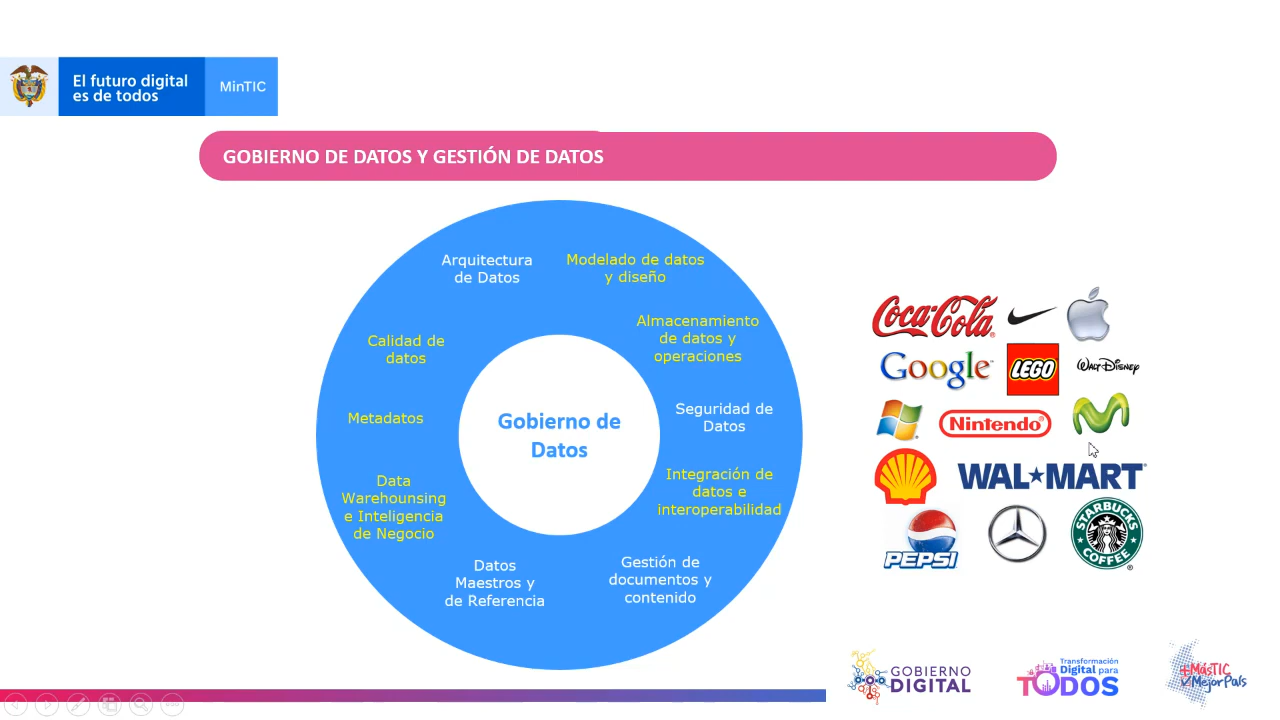 El futuro digital
es de todos
MinTIC
GOBIERNO DE DATOS Y GESTIÓN DE DATOS
Arquitectura
de Datos
Modelado de datos
y diseño
Almacenamiento
de datos y
operaciones
Calidad de
datos
Seguridad de
Datos
Metadatos
Gobierno de
Datos
Integración de
datos e
interoperabilidad
Data
Warehounsing
e Inteligencia
de Negocio
Gestión de
documentos y
contenido
Datos
Maestros y
de Referencia
Coca-Cola
Google
LEGO
WALT DISNEY
Nintendo
WAL★MART
PEPSI
STARBUCKS
COFFEE
GOBIERNO
DIGITAL
Transformación
Digital para
TODOS
+MásTIC
✓MejorPaís